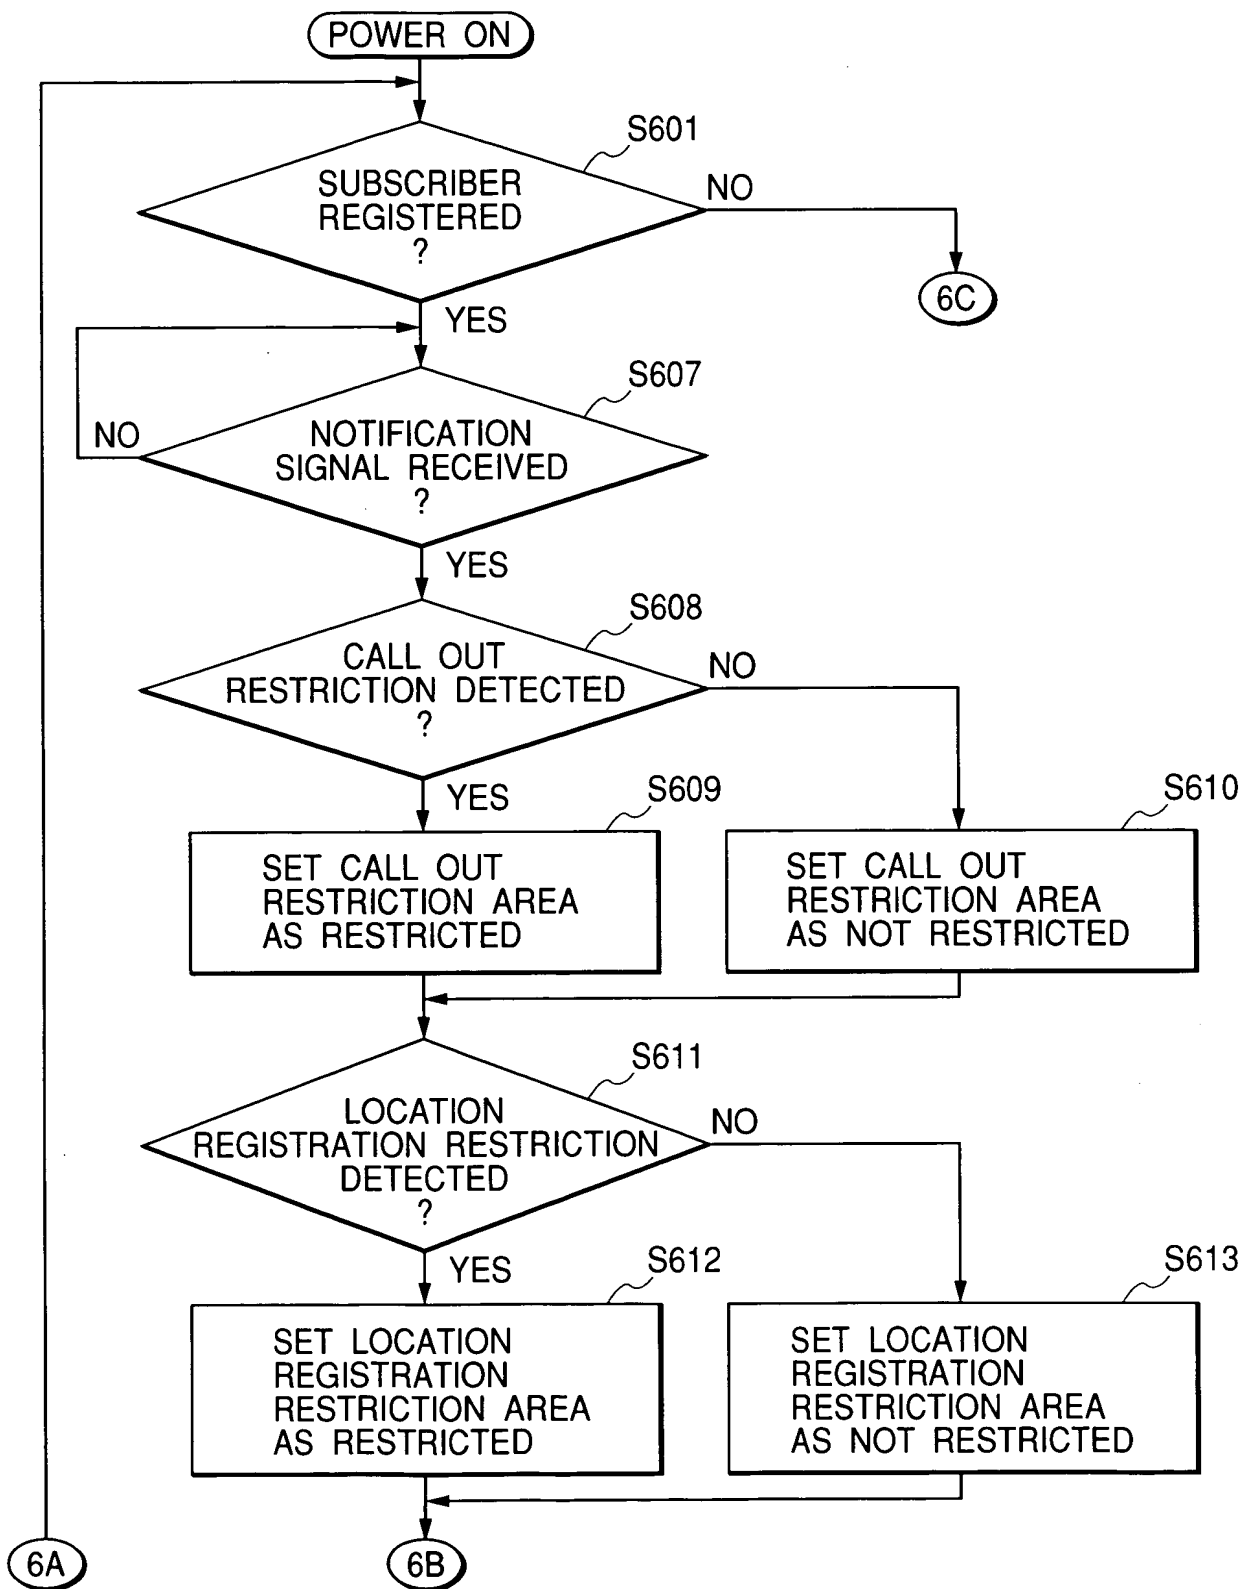 POWER ON
S601
SUBSCRIBER
REGISTERED
?
NO
6C
YES
S607
NOTIFICATION
SIGNAL RECEIVED
?
NO
YES
S608
CALL OUT
RESTRICTION DETECTED
?
NO
YES
S609
SET CALL OUT
RESTRICTION AREA
AS RESTRICTED
S610
SET CALL OUT
RESTRICTION AREA
AS NOT RESTRICTED
S611
LOCATION
REGISTRATION RESTRICTION
DETECTED
?
NO
YES
S612
SET LOCATION
REGISTRATION
RESTRICTION AREA
AS RESTRICTED
S613
SET LOCATION
REGISTRATION
RESTRICTION AREA
AS NOT RESTRICTED
6A
6B